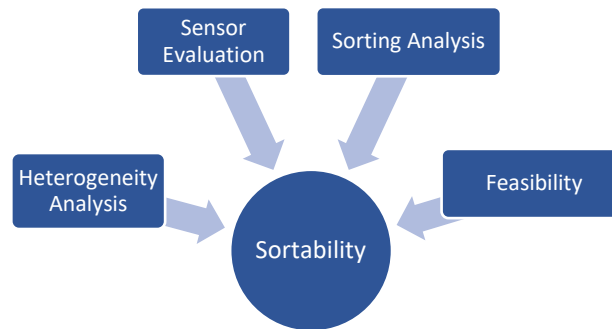 Sensor
Evaluation
Sorting Analysis
Heterogeneity
Analysis
Feasibility
Sortability